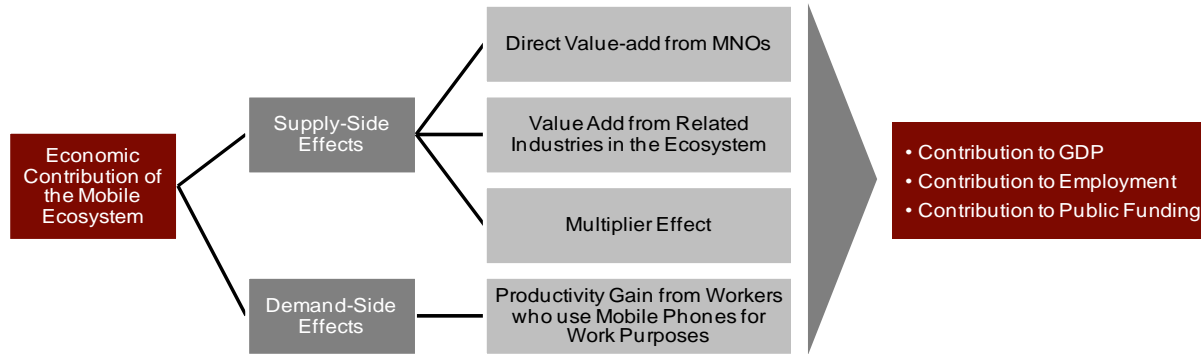 Economic
Contribution of
the Mobile
Ecosystem
Supply-Side
Effects
Demand-Side
Effects
Direct Value-add from MNOs
Value Add from Related
Industries in the Ecosystem
Multiplier Effect
Productivity Gain from Workers
who use Mobile Phones for
Work Purposes
• Contribution to GDP
• Contribution to Employment
• Contribution to Public Funding